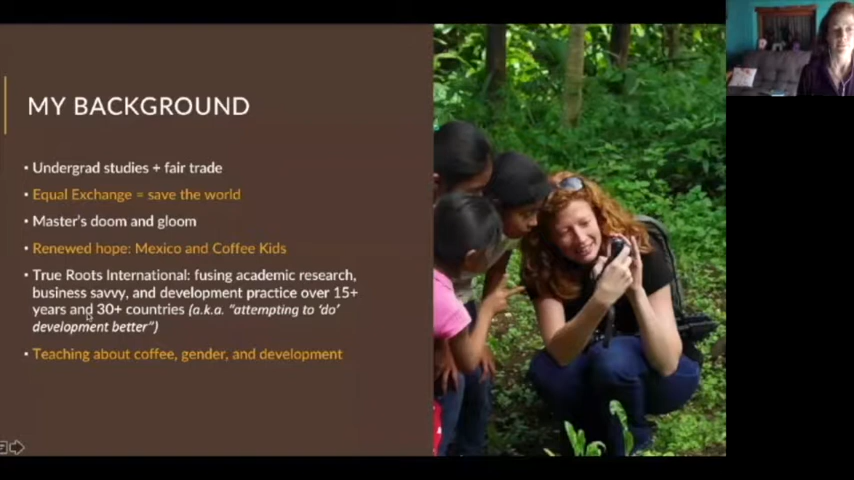 MY BACKGROUND
• Undergrad studies + fair trade
• Equal Exchange = save the world
• Master's doom and gloom
• Renewed hope: Mexico and Coffee Kids
• True Roots International: fusing academic research,
business savvy, and development practice over 15+
years and 30+ countries (a.k.a. "attempting to 'do'
development better")
• Teaching about coffee, gender, and development